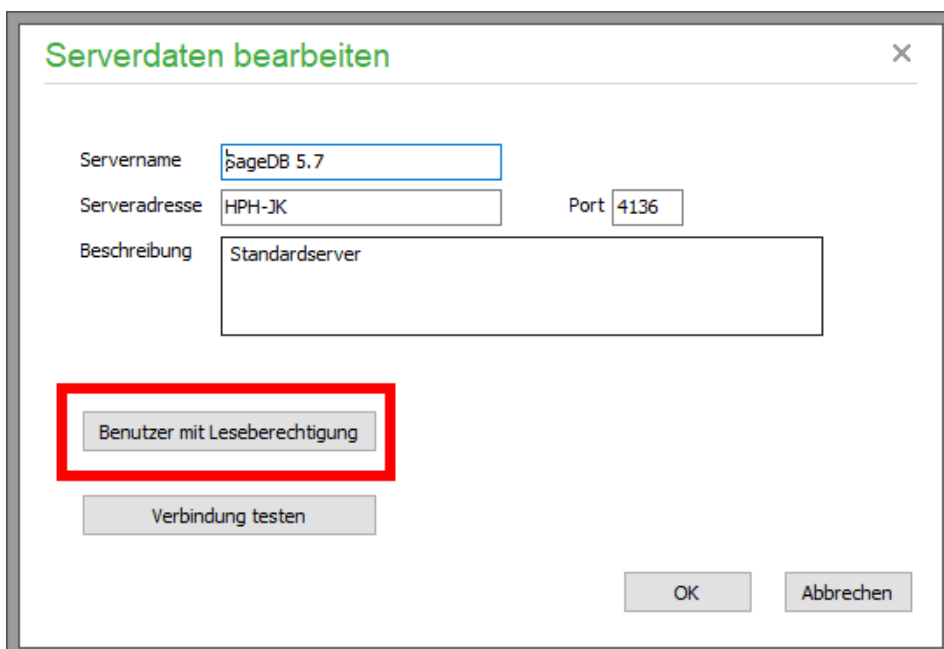 Serverdaten bearbeiten
Servername SageDB 5.7
Serveradresse HPH-JK Port 4136
Beschreibung Standardserver
Benutzer mit Leseberechtigung
Verbindung testen
OK Abbrechen